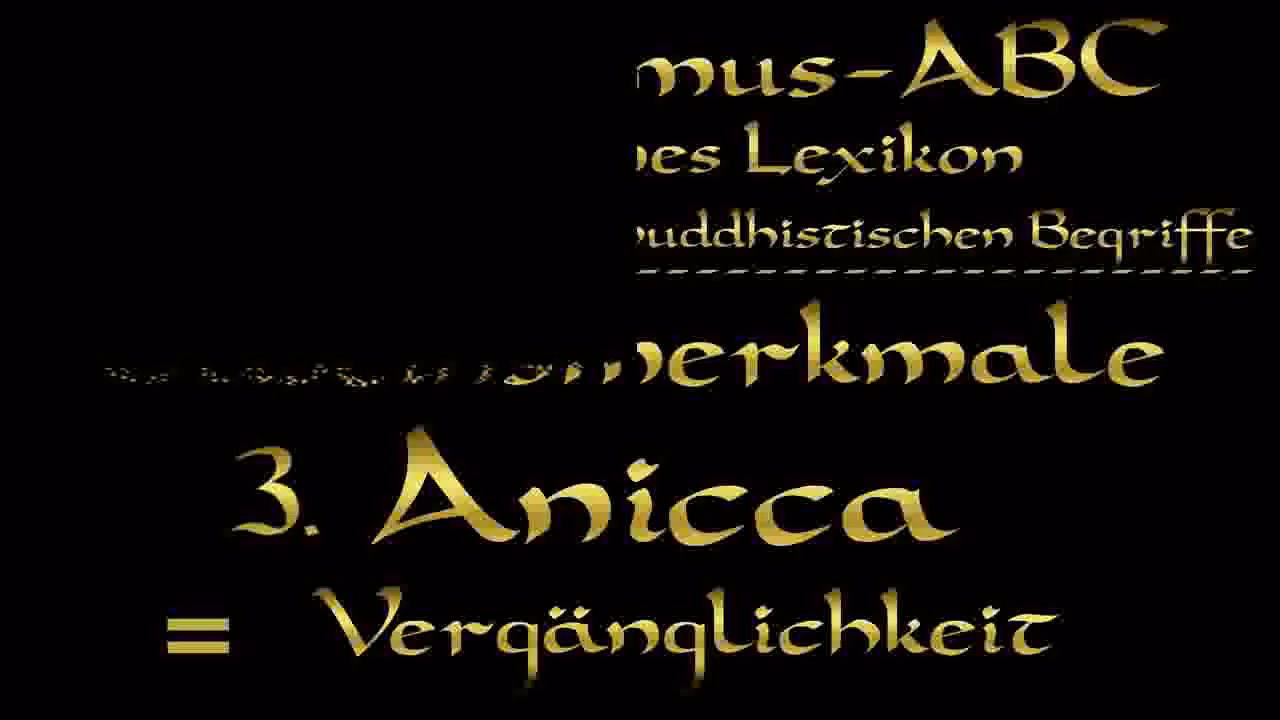 mus-ABC
es Lexikon
uddhistischen Begriffe
erkmale
3. Anicca
= Vergänglichkeit